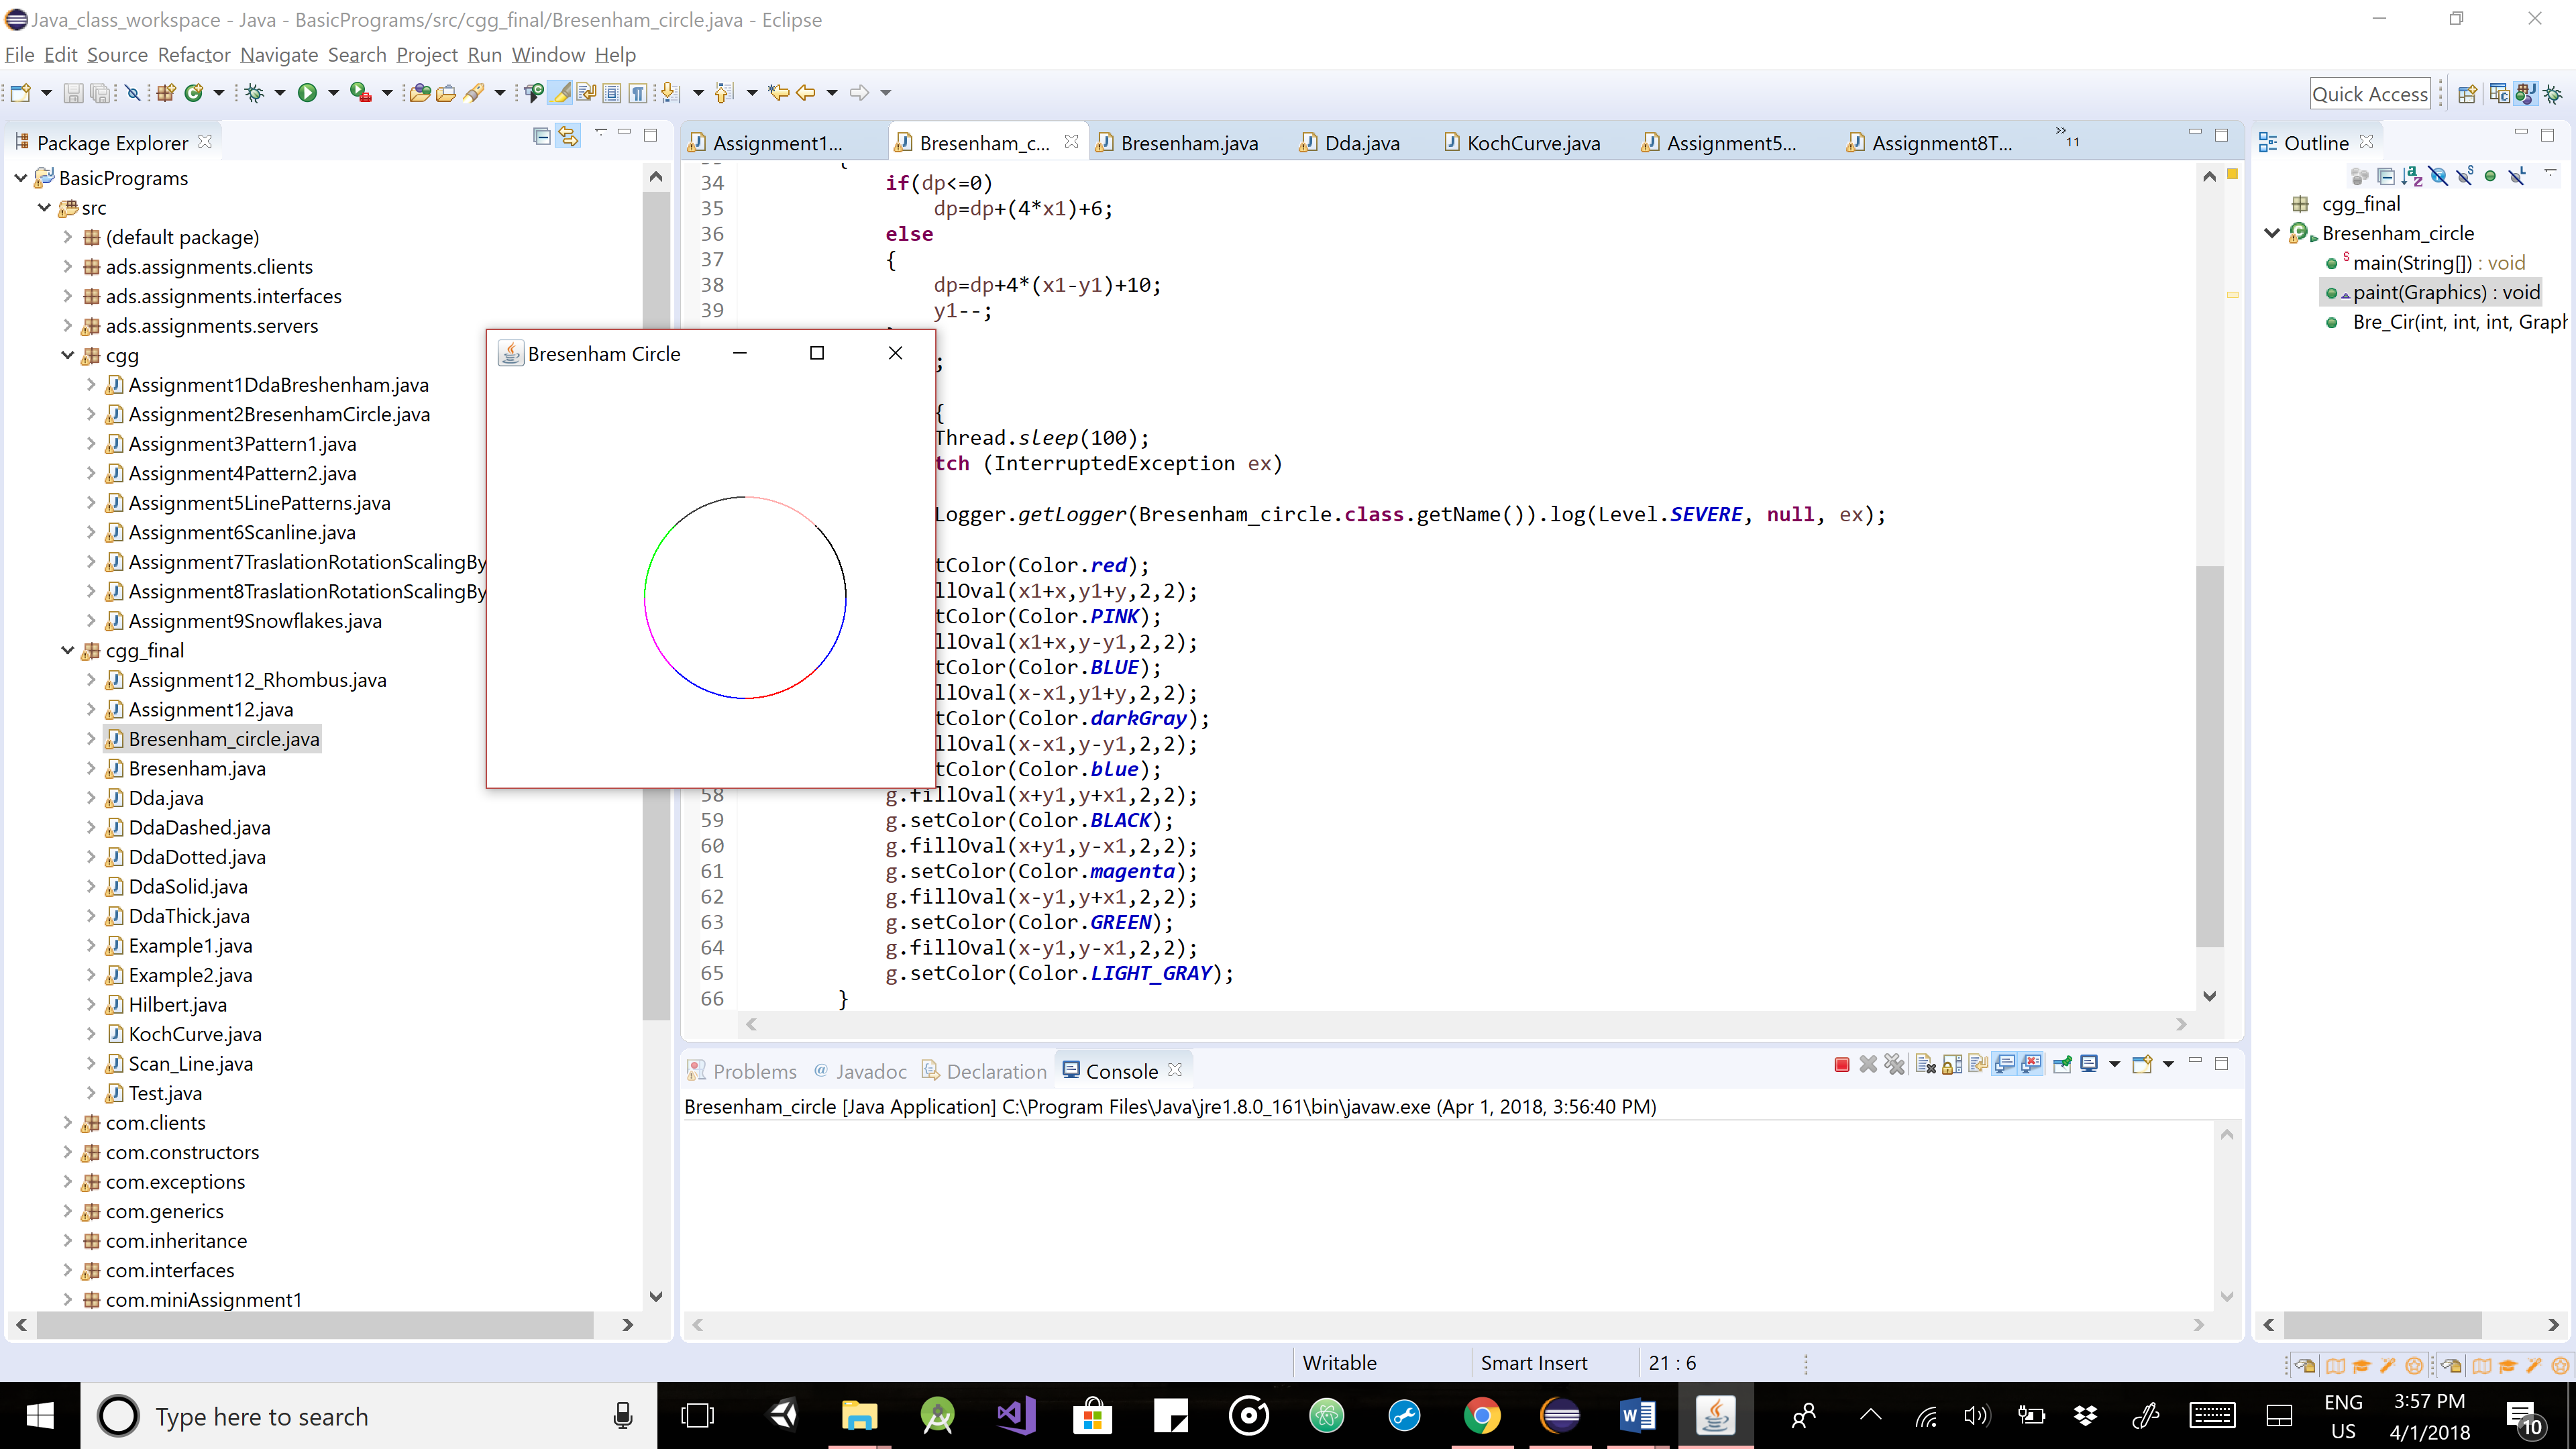 Java_class_workspace - Java - BasicPrograms/src/cgg_final/Bresenham_circle.java - Eclipse
File Edit Source Refactor Navigate Search Project Run Window Help
Quick Access
Package Explorer
BasicPrograms
src
(default package)
ads.assignments.clients
ads.assignments.interfaces
ads.assignments.servers
cgg
Assignment1DdaBreshenham.java
Assignment2BresenhamCircle.java
Assignment3Pattern1.java
Assignment4Pattern2.java
Assignment5LinePatterns.java
Assignment6Scanline.java
Assignment7TraslationRotationScalingBy
Assignment8TraslationRotationScalingBy
Assignment9Snowflakes.java
cgg_final
Assignment12_Rhombus.java
Assignment12.java
Bresenham_circle.java
Bresenham.java
Dda.java
DdaDashed.java
DdaDotted.java
DdaSolid.java
DdaThick.java
Example1.java
Example2.java
Hilbert.java
KochCurve.java
Scan_Line.java
Test.java
com.clients
com.constructors
com.exceptions
com.generics
com.inheritance
com.interfaces
com.miniAssignment1
Bresenham Circle
Assignment1... Bresenham_c... Bresenham.java Dda.java KochCurve.java Assignment5... Assignment8T... »11
34 if(dp<=0)
35 dp=dp+(4*x1)+6;
36 else
37 {
38 dp=dp+4*(x1-y1)+10;
39 y1--;
;
{
Thread.sleep(100);
tch (InterruptedException ex)
Logger.getLogger(Bresenham_circle.class.getName()).log(Level.SEVERE, null, ex);
tColor(Color.red);
llOval(x1+x,y1+y,2,2);
tColor(Color.PINK);
llOval(x1+x,y-y1,2,2);
tColor(Color.BLUE);
llOval(x-x1,y1+y,2,2);
tColor(Color.darkGray);
llOval(x-x1,y-y1,2,2);
tColor(Color.blue);
58 g.fillOval(x+y1,y+x1,2,2);
59 g.setColor(Color.BLACK);
60 g.fillOval(x+y1,y-x1,2,2);
61 g.setColor(Color.magenta);
62 g.fillOval(x-y1,y+x1,2,2);
63 g.setColor(Color.GREEN);
64 g.fillOval(x-y1,y-x1,2,2);
65 g.setColor(Color.LIGHT_GRAY);
66 }
Problems @ Javadoc Declaration Console
Bresenham_circle [Java Application] C:\Program Files\Java\jre1.8.0_161\bin\javaw.exe (Apr 1, 2018, 3:56:40 PM)
Outline
cgg_final
Bresenham_circle
main(String[]) : void
paint(Graphics) : void
Bre_Cir(int, int, int, Graph
Writable Smart Insert 21 : 6
Type here to search
ENG
US
3:57 PM
4/1/2018
10